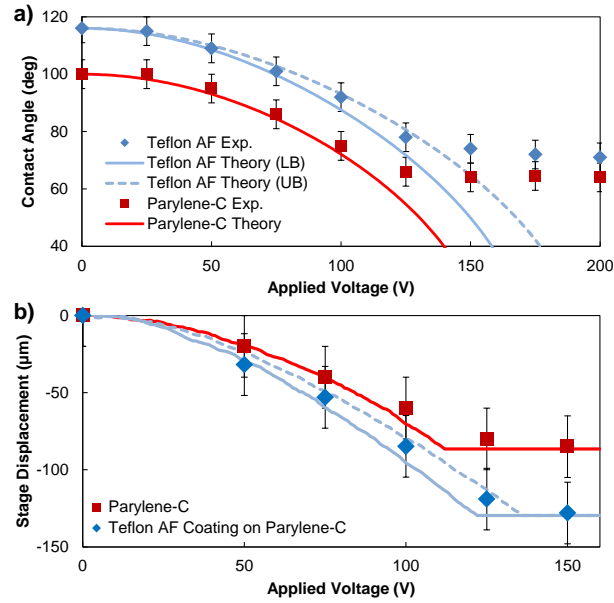 a)
120
100
80
60
40
Contact Angle (deg)
Teflon AF Exp.
Teflon AF Theory (LB)
Teflon AF Theory (UB)
Parylene-C Exp.
Parylene-C Theory
0
50
100
150
200
Applied Voltage (V)
b)
0
-50
-100
-150
Stage Displacement (µm)
Parylene-C
Teflon AF Coating on Parylene-C
0
50
100
150
Applied Voltage (V)